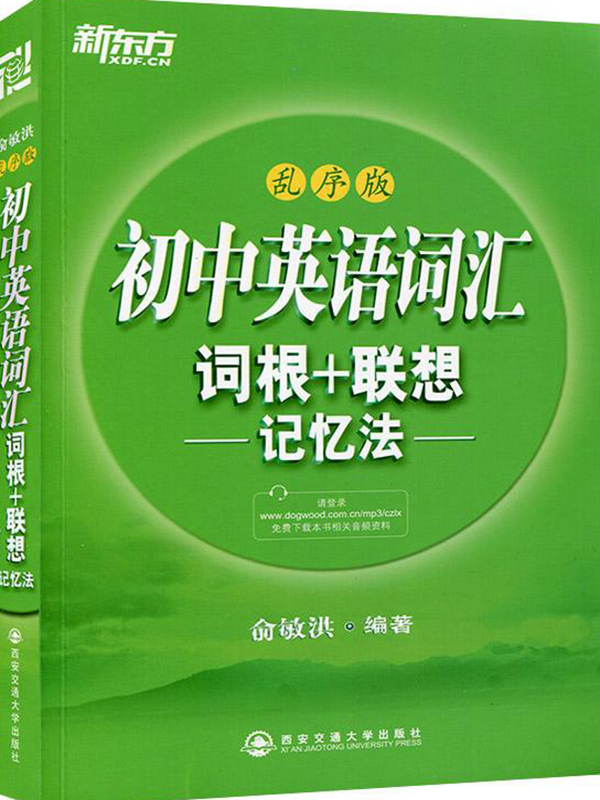 新东方
XDF.CN
乱序版
初中英语词汇
词根+联想
记忆法
请登录
www.dogwood.com.cn/mp3/czlx
免费下载本书相关音频资料
俞敏洪·编著
西安交通大学出版社
XI'AN JIAOTONG UNIVERSITY PRESS
俞敏洪
乱序版
初中英语词汇
词根+联想
记忆法
西安交通大学出版社